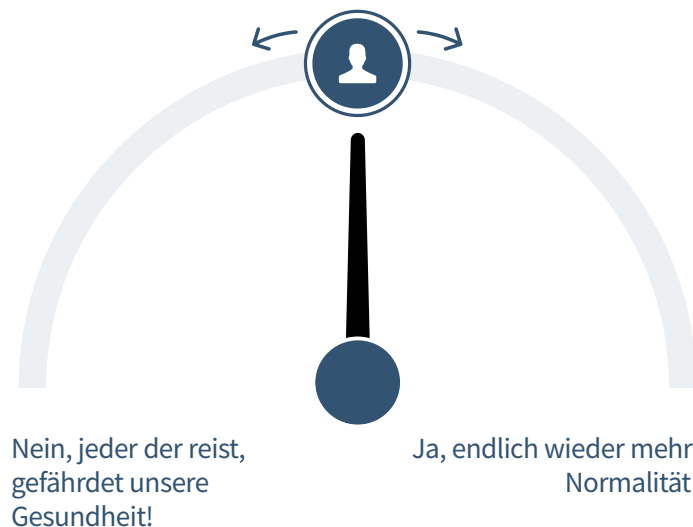 Nein, jeder der reist,
gefährdet unsere
Gesundheit!
Ja, endlich wieder mehr
Normalität.